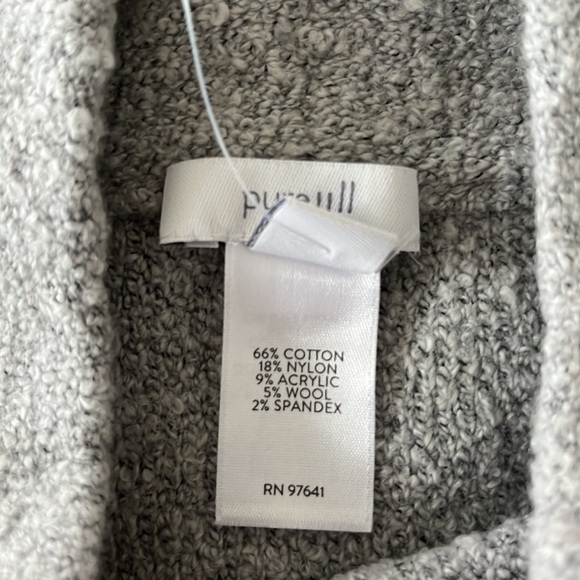 pure jill
66% COTTON
18% NYLON
9% ACRYLIC
5% WOOL
2% SPANDEX
RN 97641